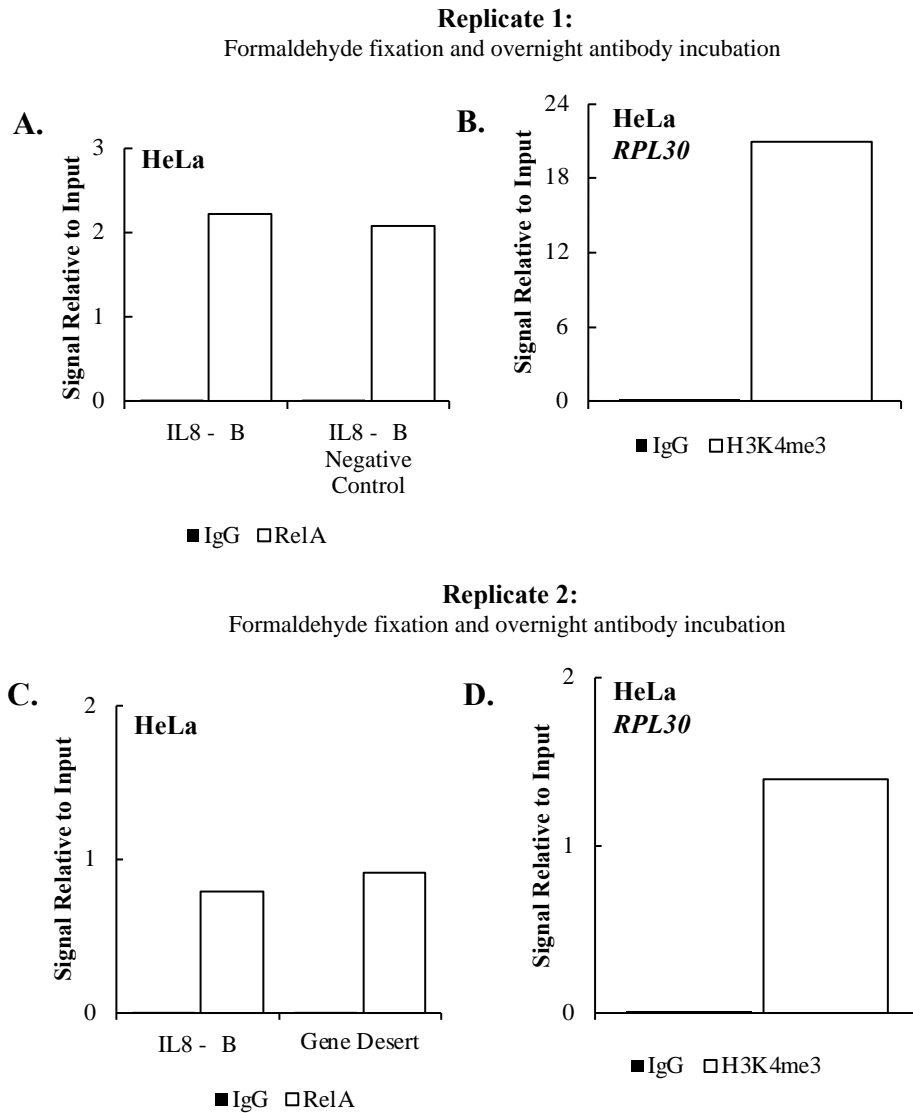 Replicate 1:
Formaldehyde fixation and overnight antibody incubation
A.
HeLa
Signal Relative to Input
3
2
1
0
IL8 - B
IL8 - B
Negative
Control
■IgG □RelA
B.
HeLa
RPL30
Signal Relative to Input
24
18
12
6
0
■IgG □H3K4me3
Replicate 2:
Formaldehyde fixation and overnight antibody incubation
C.
HeLa
Signal Relative to Input
2
1
0
IL8 - B
Gene Desert
■IgG □RelA
D.
HeLa
RPL30
Signal Relative to Input
2
1
0
■IgG □H3K4me3